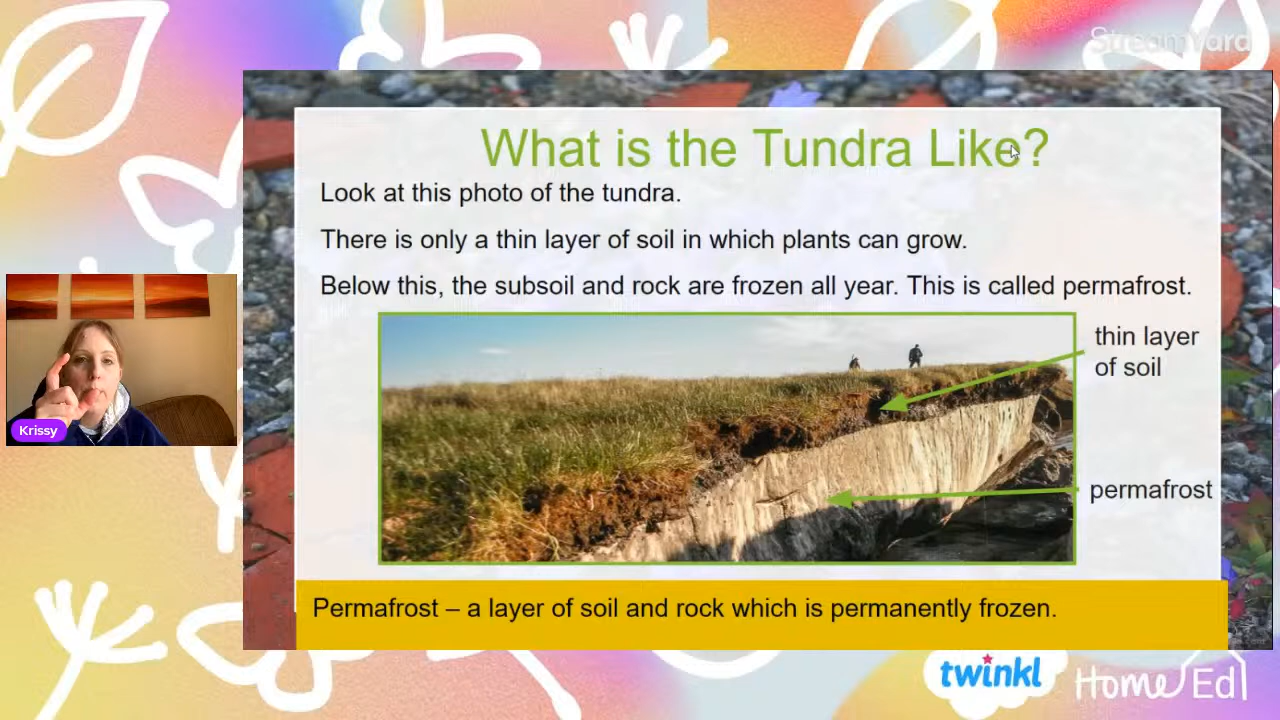 StreamYard
What is the Tundra Like?
Look at this photo of the tundra.
There is only a thin layer of soil in which plants can grow.
Below this, the subsoil and rock are frozen all year. This is called permafrost.
thin layer
of soil
permafrost
Krissy
Permafrost – a layer of soil and rock which is permanently frozen.
twinkl
Home Ed